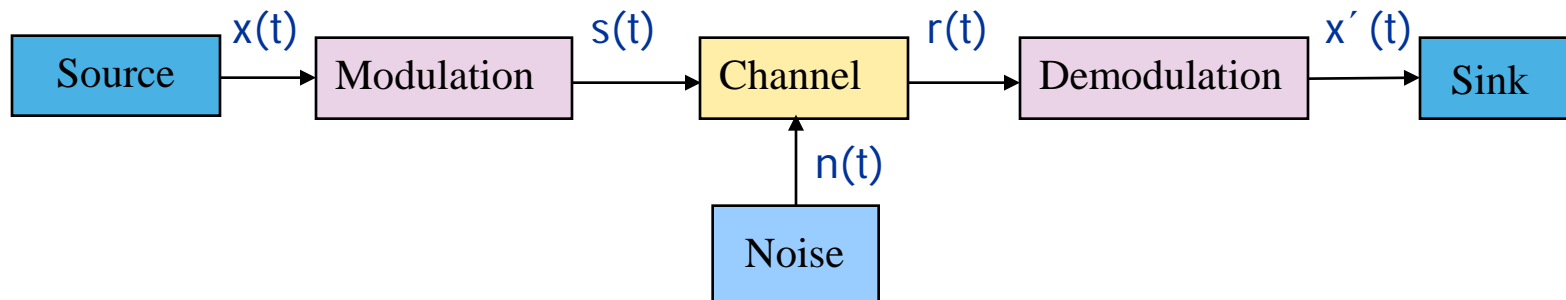 x(t) s(t) r(t) x´(t)
Source Modulation Channel Demodulation Sink
n(t)
Noise